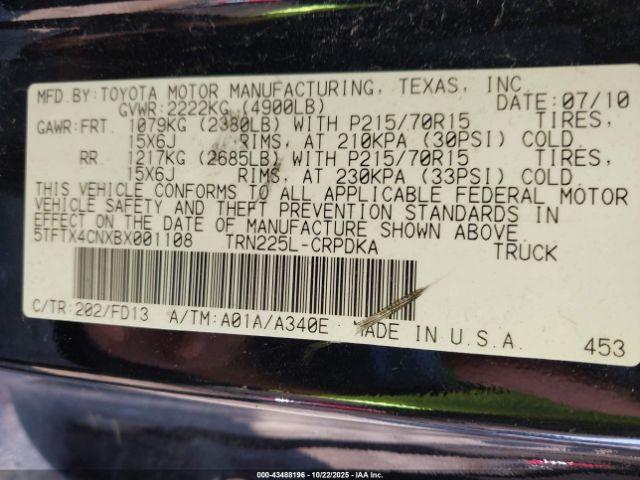 MFD.BY:TOYOTA MOTOR MANUFACTURING, TEXAS, INC.
GVWR:2222KG (4900LB) DATE:07/10
GAWR:FRT. 1079KG (2380LB) WITH P215/70R15 TIRES,
15X6J RIMS, AT 210KPA (30PSI) COLD
RR. 1217KG (2685LB) WITH P215/70R15 TIRES,
15X6J RIMS, AT 230KPA (33PSI) COLD
THIS VEHICLE CONFORMS TO ALL APPLICABLE FEDERAL MOTOR
VEHICLE SAFETY AND THEFT PREVENTION STANDARDS IN
EFFECT ON THE DATE OF MANUFACTURE SHOWN ABOVE.
5TFTX4CNXBX001108 TRN225L-CRPDKA TRUCK
C/TR:202/FD13 A/TM:A01A/A340E MADE IN U.S.A. 453
000-43488196 - 10/22/2025 - IAA Inc.